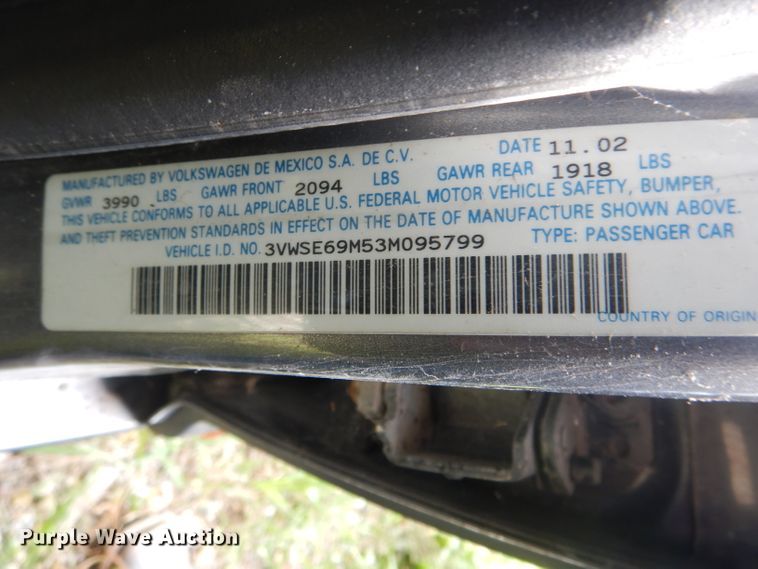 MANUFACTURED BY VOLKSWAGEN DE MEXICO S.A. DE C.V. DATE 11.02
GVWR 3990 LBS GAWR FRONT 2094 LBS GAWR REAR 1918 LBS
THIS VEHICLE CONFORMS TO ALL APPLICABLE U.S. FEDERAL MOTOR VEHICLE SAFETY, BUMPER,
AND THEFT PREVENTION STANDARDS IN EFFECT ON THE DATE OF MANUFACTURE SHOWN ABOVE.
VEHICLE I.D. NO. 3VWSE69M53M095799 TYPE: PASSENGER CAR
COUNTRY OF ORIGIN
Purple Wave Auction